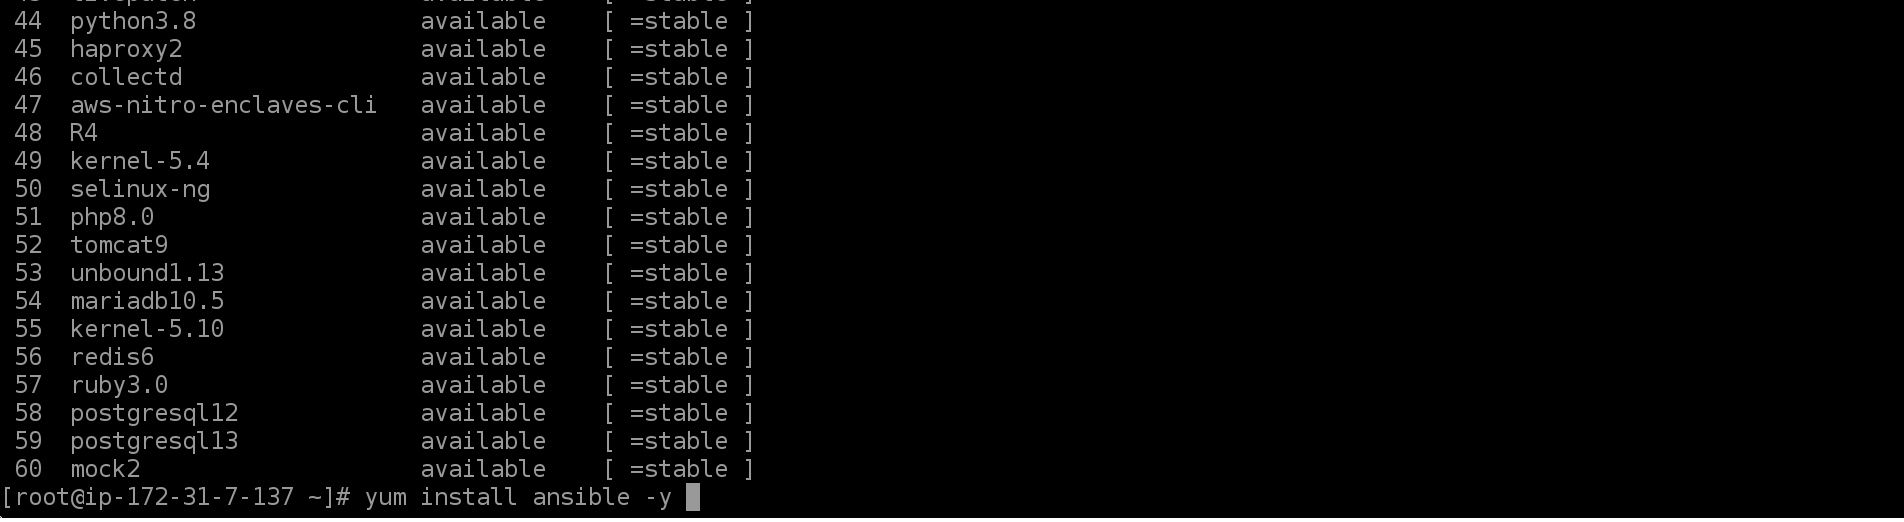 44 python3.8 available [ =stable ]
45 haproxy2 available [ =stable ]
46 collectd available [ =stable ]
47 aws-nitro-enclaves-cli available [ =stable ]
48 R4 available [ =stable ]
49 kernel-5.4 available [ =stable ]
50 selinux-ng available [ =stable ]
51 php8.0 available [ =stable ]
52 tomcat9 available [ =stable ]
53 unbound1.13 available [ =stable ]
54 mariadb10.5 available [ =stable ]
55 kernel-5.10 available [ =stable ]
56 redis6 available [ =stable ]
57 ruby3.0 available [ =stable ]
58 postgresql12 available [ =stable ]
59 postgresql13 available [ =stable ]
60 mock2 available [ =stable ]
[root@ip-172-31-7-137 ~]# yum install ansible -y